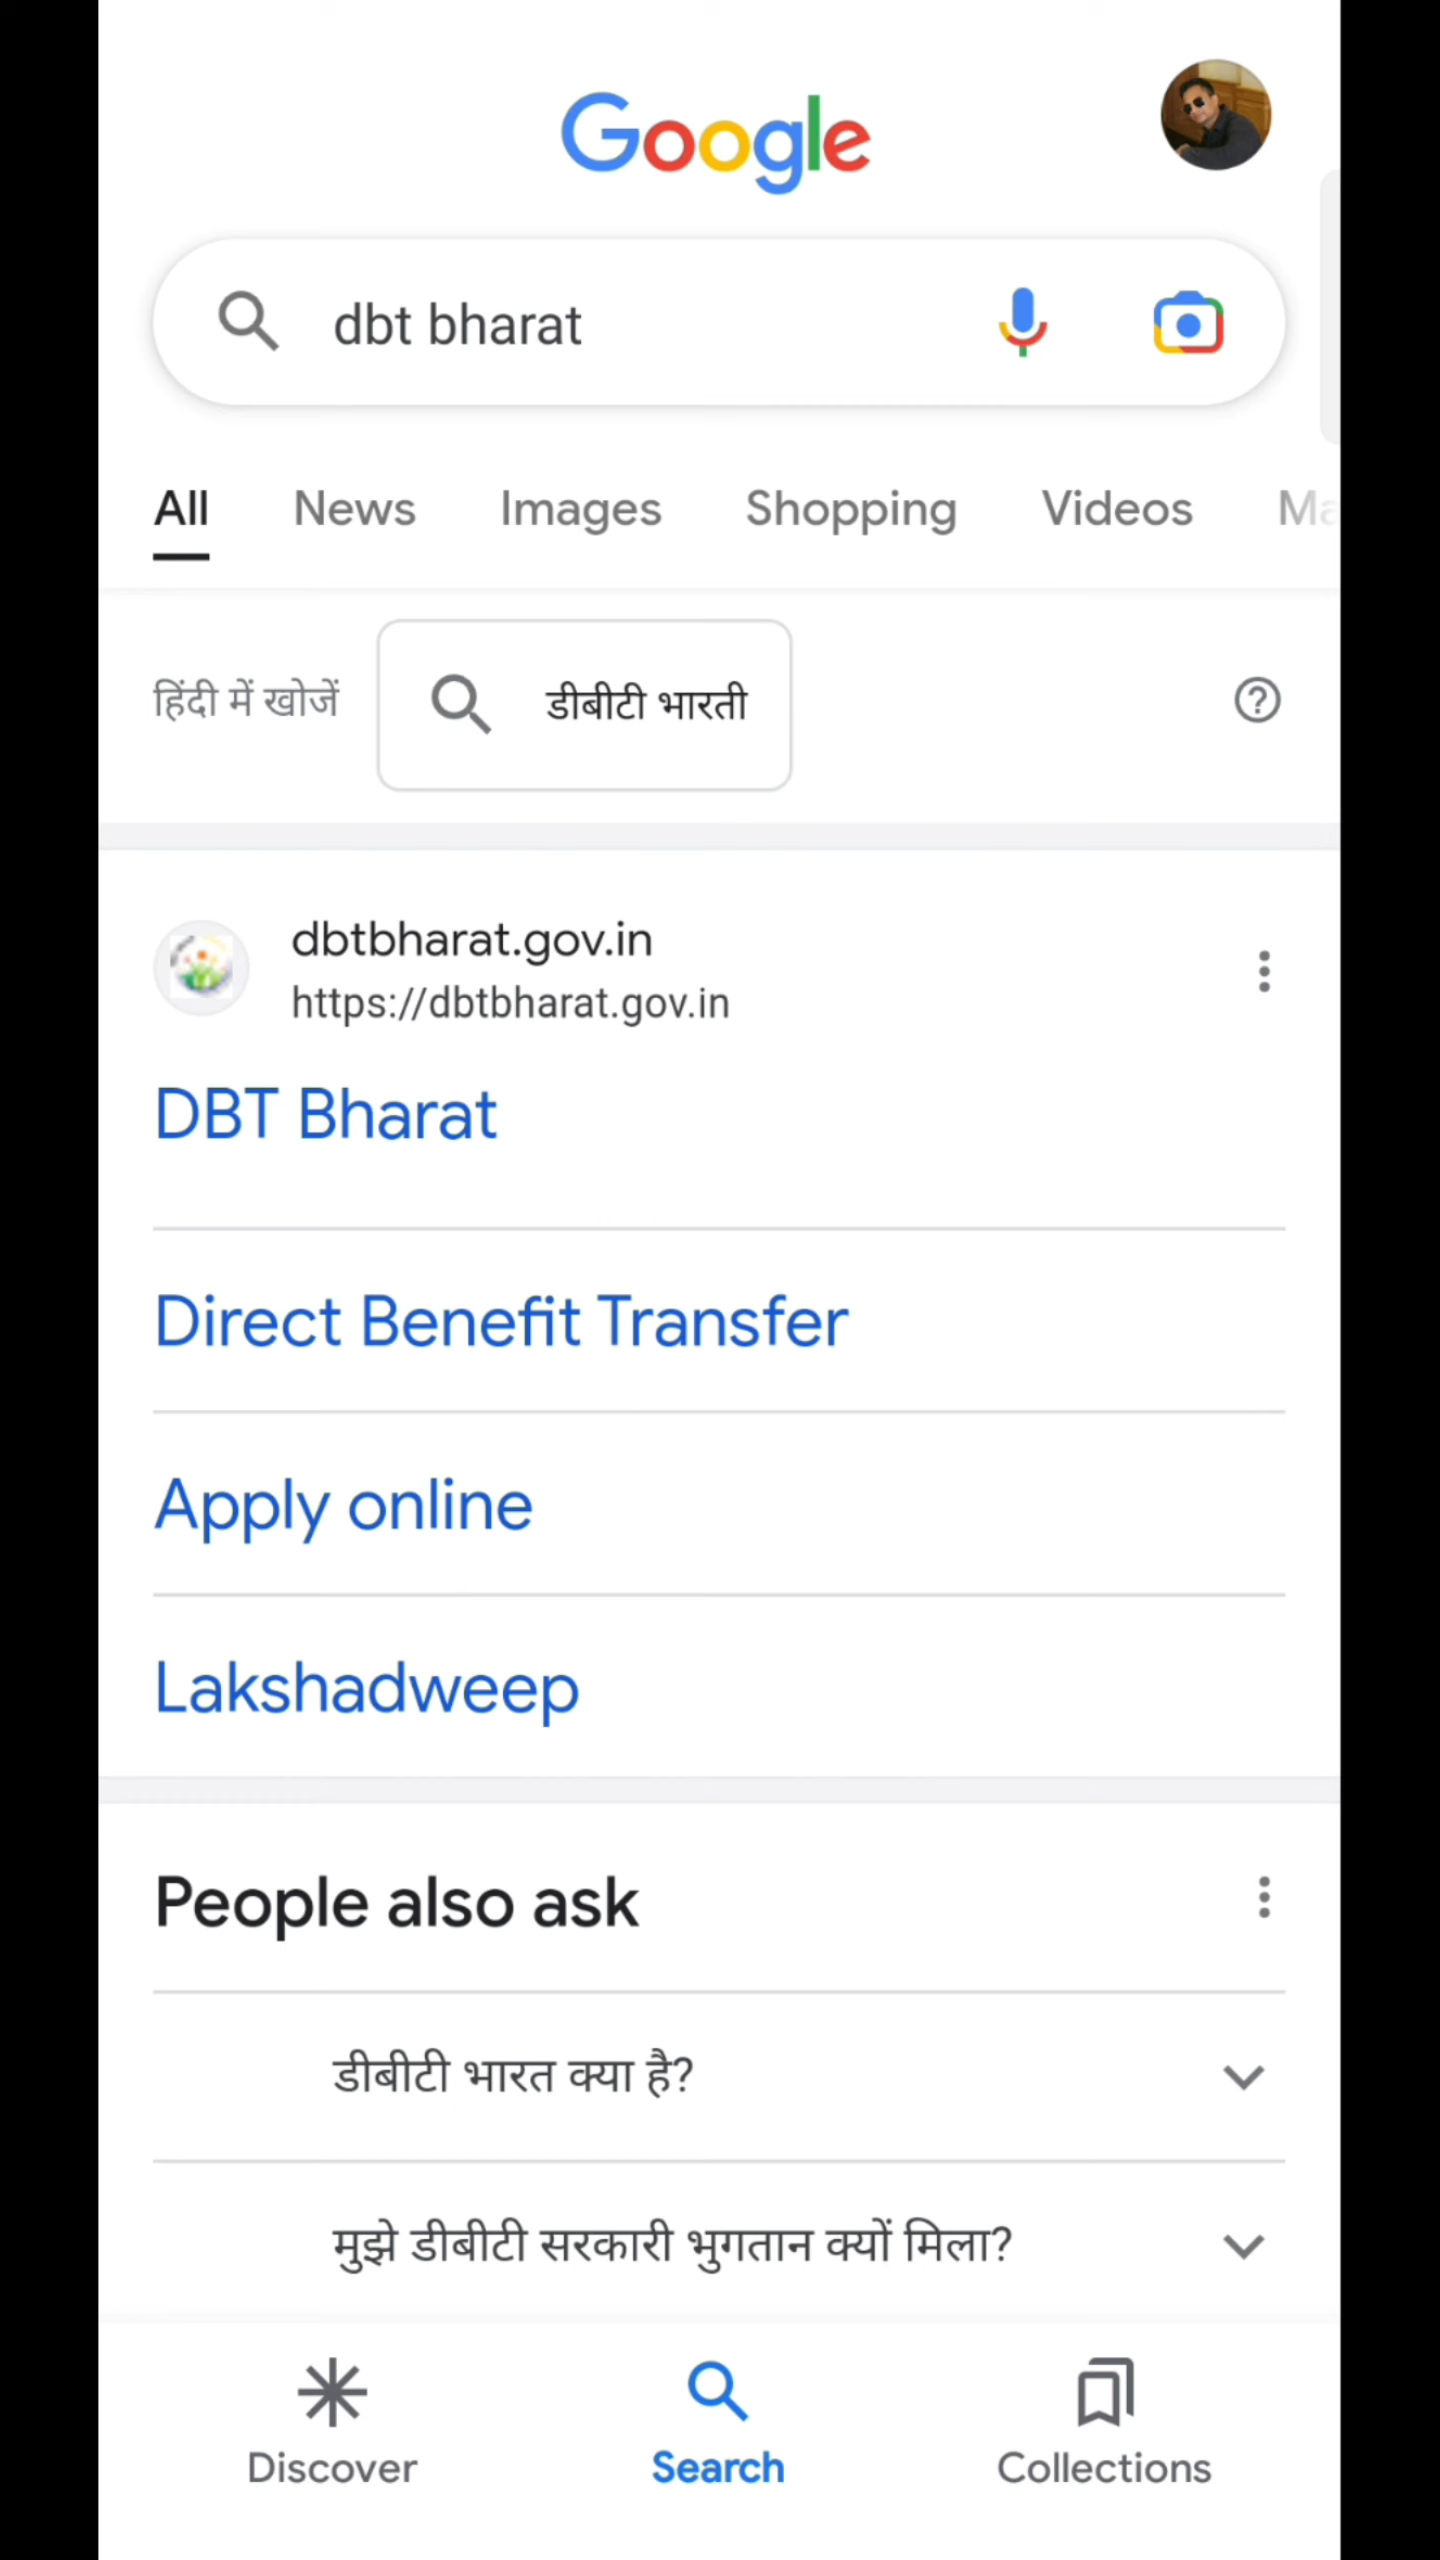 Google
dbt bharat
All News Images Shopping Videos Ma
हिंदी में खोजें डीबीटी भारती
dbtbharat.gov.in
https://dbtbharat.gov.in
DBT Bharat
Direct Benefit Transfer
Apply online
Lakshadweep
People also ask
डीबीटी भारत क्या है?
मुझे डीबीटी सरकारी भुगतान क्यों मिला?
Discover Search Collections